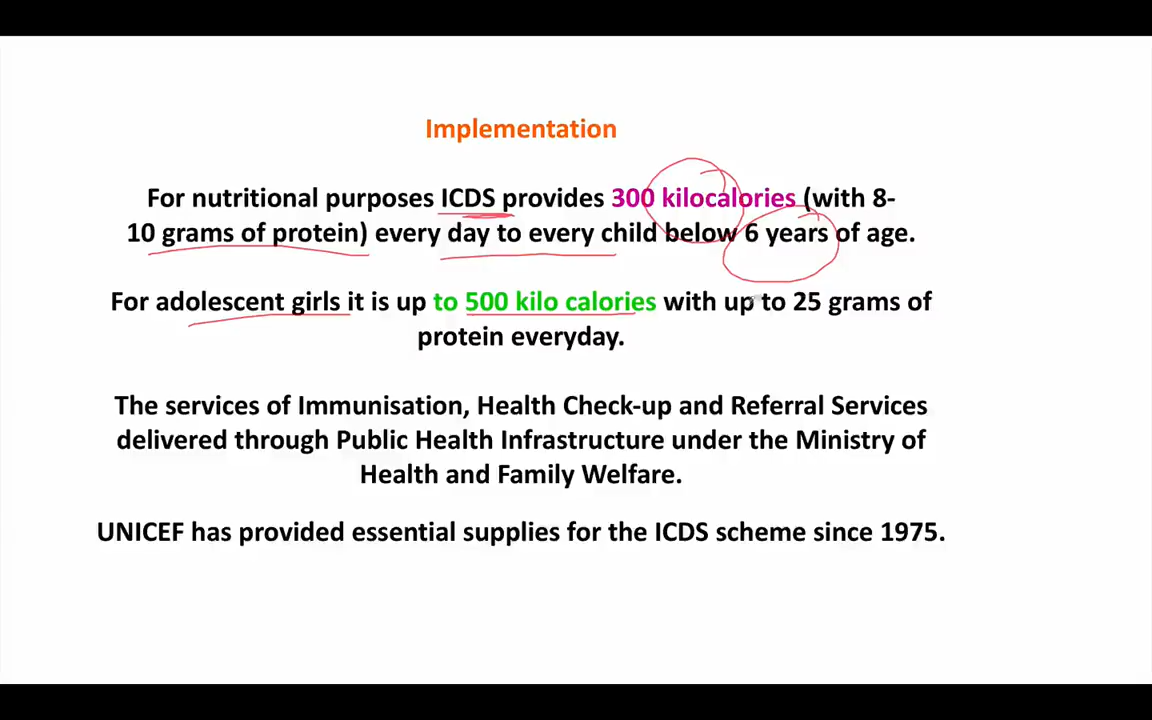 Implementation
For nutritional purposes ICDS provides 300 kilocalories (with 8-
10 grams of protein) every day to every child below 6 years of age.
For adolescent girls it is up to 500 kilo calories with up to 25 grams of
protein everyday.
The services of Immunisation, Health Check-up and Referral Services
delivered through Public Health Infrastructure under the Ministry of
Health and Family Welfare.
UNICEF has provided essential supplies for the ICDS scheme since 1975.